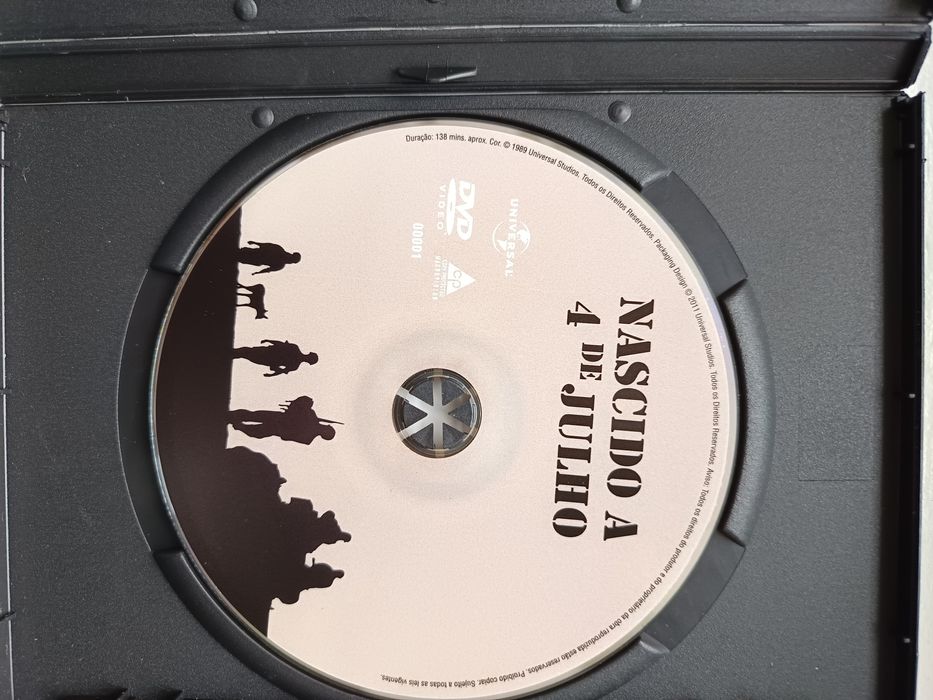 NASCIDO A
4 DE JULHO
UNIVERSAL
DVD
VIDEO
00001
Duração: 138 mins. aprox. Cor. © 1989 Universal Studios. Todos os Direitos Reservados. Packaging Design © 2011 Universal Studios. Todos os Direitos Reservados. Aviso: Todos os direitos do produtor e do proprietário da obra reproduzida estão reservados. Proibido copiar. Sujeito a todas as leis vigentes.